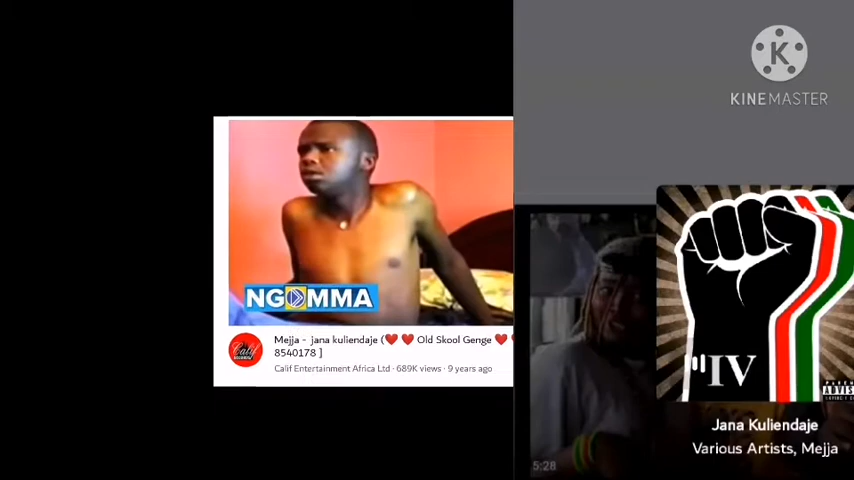 KINEMASTER
NGOMMA
Mejja - jana kuliendaje (❤️❤️ Old Skool Genge ❤️
8540178 ]
Calif Entertainment Africa Ltd · 689K views · 9 years ago
Calif
IV
Jana Kuliendaje
Various Artists, Mejja
5:28